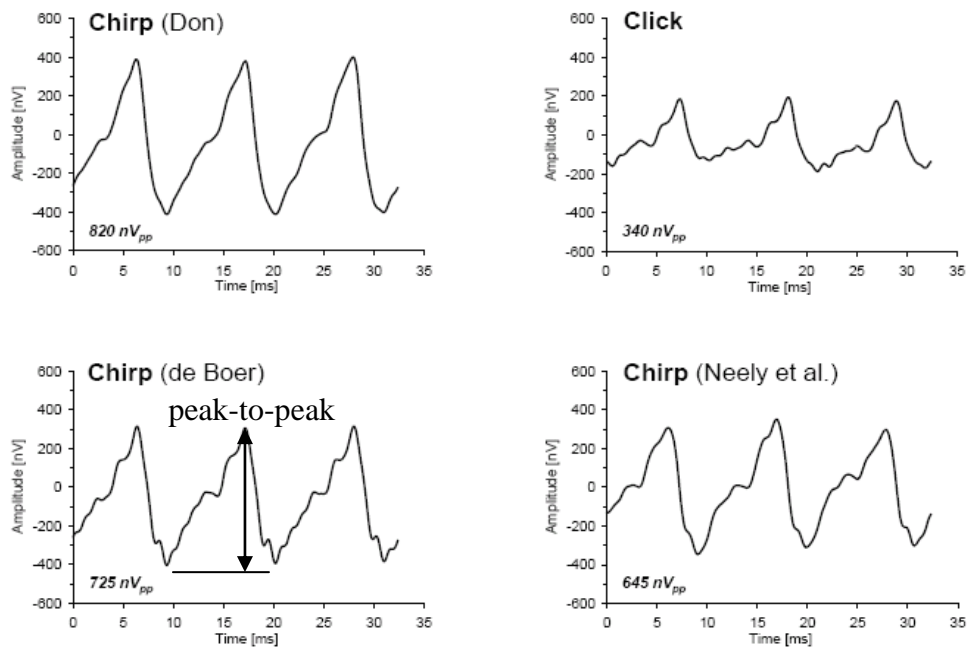 Chirp (Don)
Amplitude [nV]
600
400
200
0
-200
-400
-600
820 nVpp
0 5 10 15 20 25 30 35
Time [ms]
Click
Amplitude [nV]
600
400
200
0
-200
-400
-600
340 nVpp
0 5 10 15 20 25 30 35
Time [ms]
Chirp (de Boer)
peak-to-peak
Amplitude [nV]
600
400
200
0
-200
-400
-600
725 nVpp
0 5 10 15 20 25 30 35
Time [ms]
Chirp (Neely et al.)
Amplitude [nV]
600
400
200
0
-200
-400
-600
645 nVpp
0 5 10 15 20 25 30 35
Time [ms]